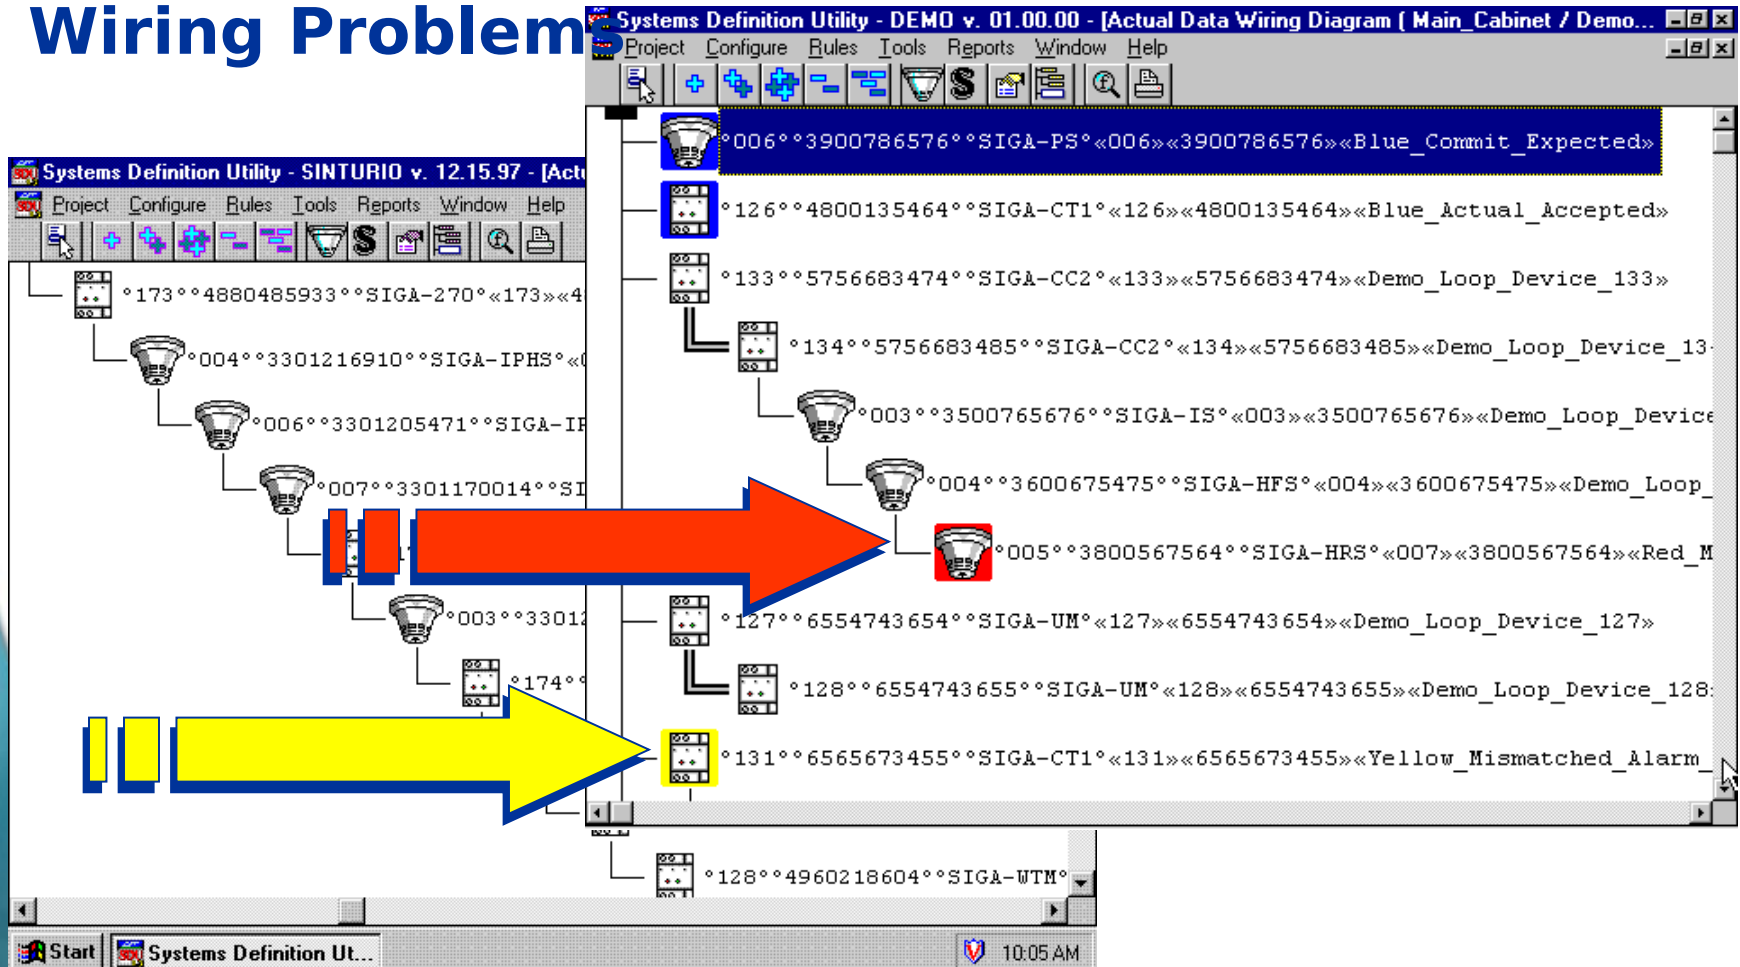 Wiring Problems
Systems Definition Utility - DEMO v. 01.00.00 - [Actual Data Wiring Diagram ( Main_Cabinet / Demo...
Project Configure Rules Tools Reports Window Help
°006°°3900786576°°SIGA-PS°«006»«3900786576»«Blue_Commit_Expected»
°126°°4800135464°°SIGA-CT1°«126»«4800135464»«Blue_Actual_Accepted»
°133°°5756683474°°SIGA-CC2°«133»«5756683474»«Demo_Loop_Device_133»
°134°°5756683485°°SIGA-CC2°«134»«5756683485»«Demo_Loop_Device_13
°003°°3500765676°°SIGA-IS°«003»«3500765676»«Demo_Loop_Device
°004°°3600675475°°SIGA-HFS°«004»«3600675475»«Demo_Loop_
°005°°3800567564°°SIGA-HRS°«007»«3800567564»«Red_M
°127°°6554743654°°SIGA-UM°«127»«6554743654»«Demo_Loop_Device_127»
°128°°6554743655°°SIGA-UM°«128»«6554743655»«Demo_Loop_Device_128
°131°°6565673455°°SIGA-CT1°«131»«6565673455»«Yellow_Mismatched_Alarm_
Systems Definition Utility - SINTURIO v. 12.15.97 - [Actu
Project Configure Rules Tools Reports Window Help
°173°°4880485933°°SIGA-270°«173»«4
°004°°3301216910°°SIGA-IPHS°«
°006°°3301205471°°SIGA-IP
°007°°3301170014°°SI
°003°°33012
°174°°
°128°°4960218604°°SIGA-WTM°
Start
Systems Definition Ut...
10:05 AM